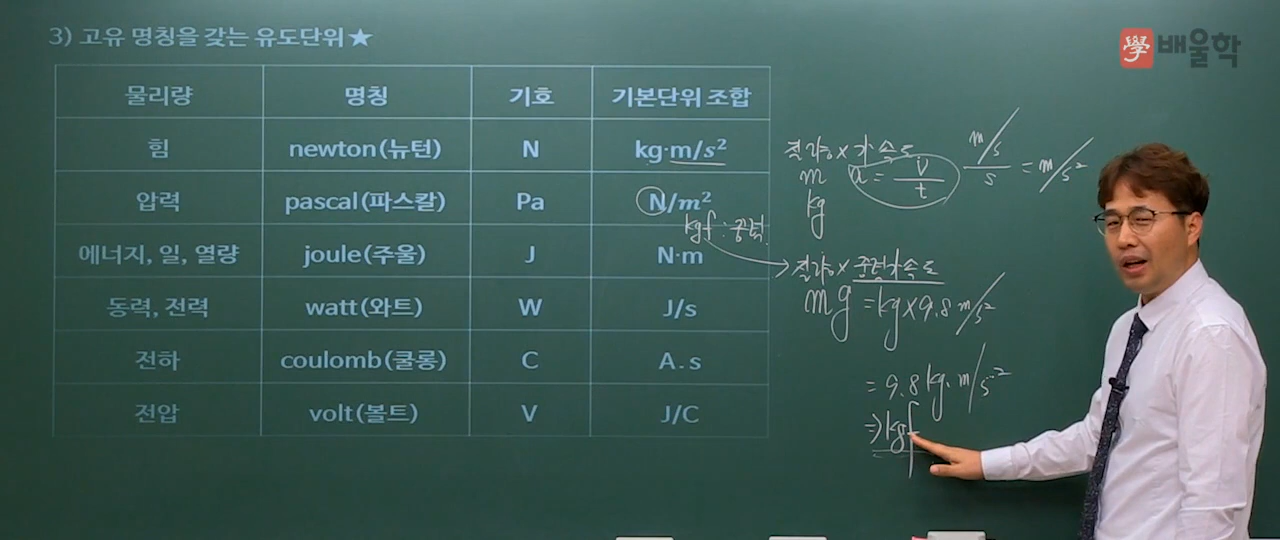 3) 고유 명칭을 갖는 유도단위★
學 배울학
물리량 명칭 기호 기본단위 조합
힘 newton(뉴턴) N kg·m/s²
압력 pascal(파스칼) Pa N/m²
에너지, 일, 열량 joule(주울) J N·m
동력, 전력 watt(와트) W J/s
전하 coulomb(쿨롱) C A.s
전압 volt(볼트) V J/C
질량×가속도
m a = v/t m/s/s = m/s²
kg
kgf : 중력
질량×중력가속도
mg = kg×9.8 m/s²
= 9.8 kg·m/s²
⇒ kgf